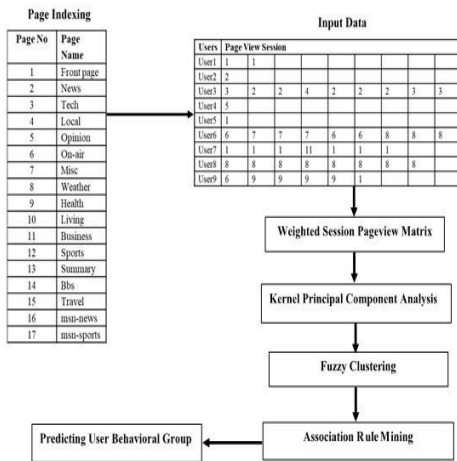 Page Indexing
Page No Page Name
1 Front page
2 News
3 Tech
4 Local
5 Opinion
6 On-air
7 Misc
8 Weather
9 Health
10 Living
11 Business
12 Sports
13 Summary
14 Bbs
15 Travel
16 msn-news
17 msn-sports
Input Data
Users Page View Session
User1 1 1
User2 2
User3 3 2 2 4 2 2 2 3 3
User4 5
User5 1
User6 6 7 7 7 6 6 8 8 8
User7 1 1 1 11 1 1 1
User8 8 8 8 8 8 8 8 8
User9 6 9 9 9 9 1
Weighted Session Pageview Matrix
Kernel Principal Component Analysis
Fuzzy Clustering
Association Rule Mining
Predicting User Behavioral Group